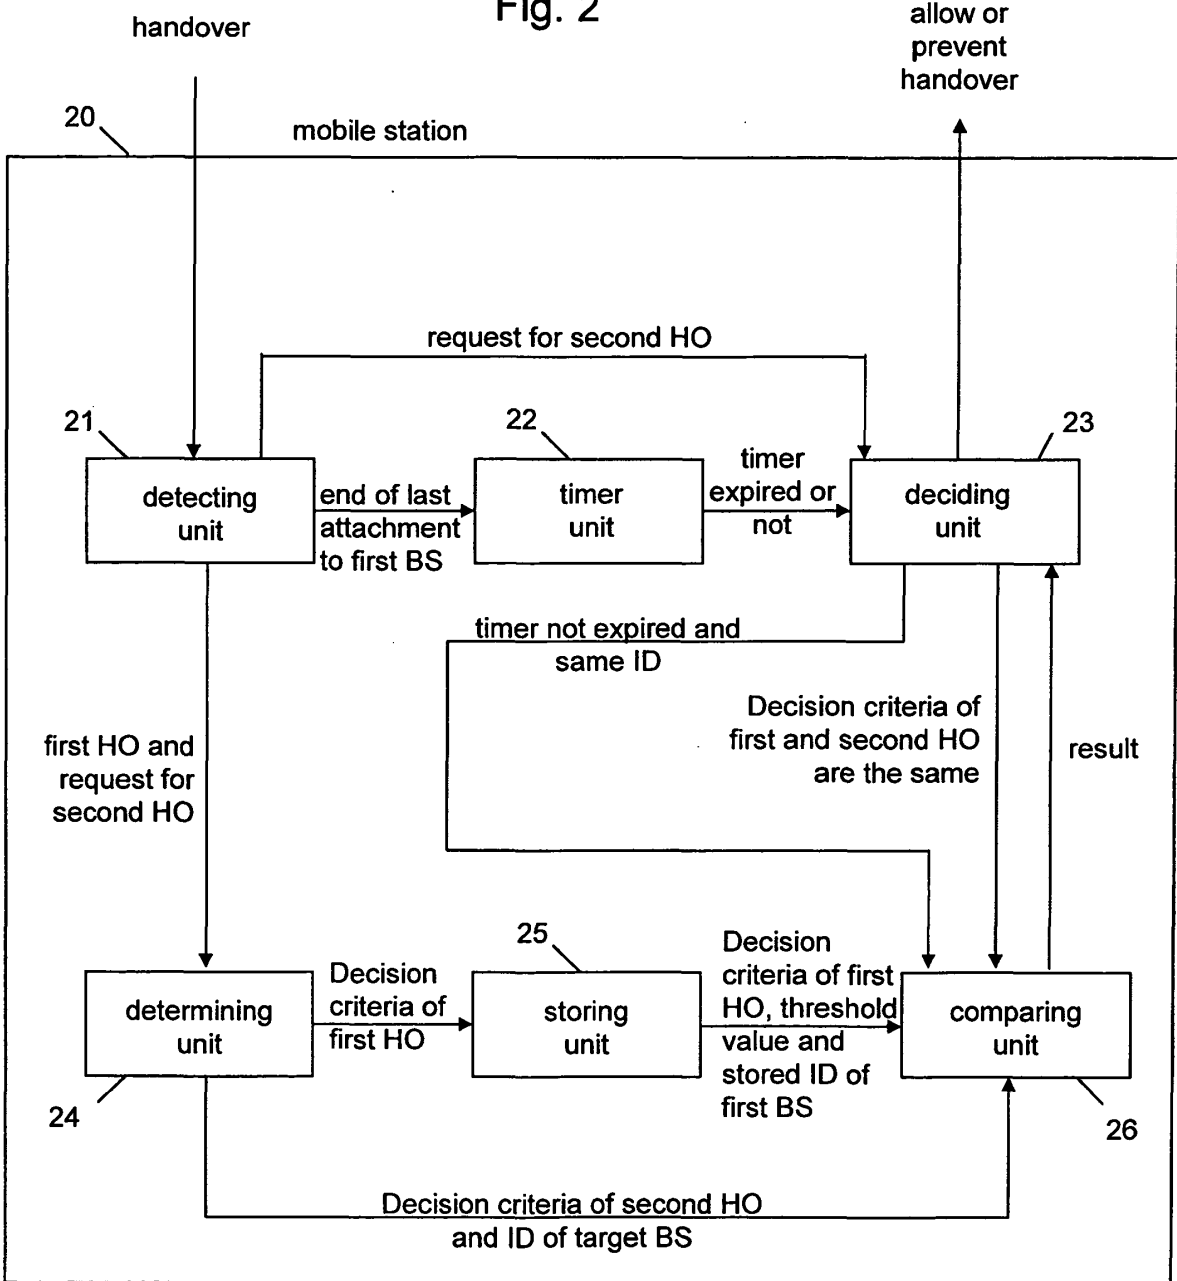 Fig. 2
handover
allow or
prevent
handover
20
mobile station
request for second HO
21
22
23
detecting
unit
end of last
attachment
to first BS
timer
unit
timer
expired or
not
deciding
unit
timer not expired and
same ID
first HO and
request for
second HO
Decision criteria of
first and second HO
are the same
result
25
determining
unit
Decision
criteria of
first HO
storing
unit
Decision
criteria of first
HO, threshold
value and
stored ID of
first BS
comparing
unit
24
26
Decision criteria of second HO
and ID of target BS